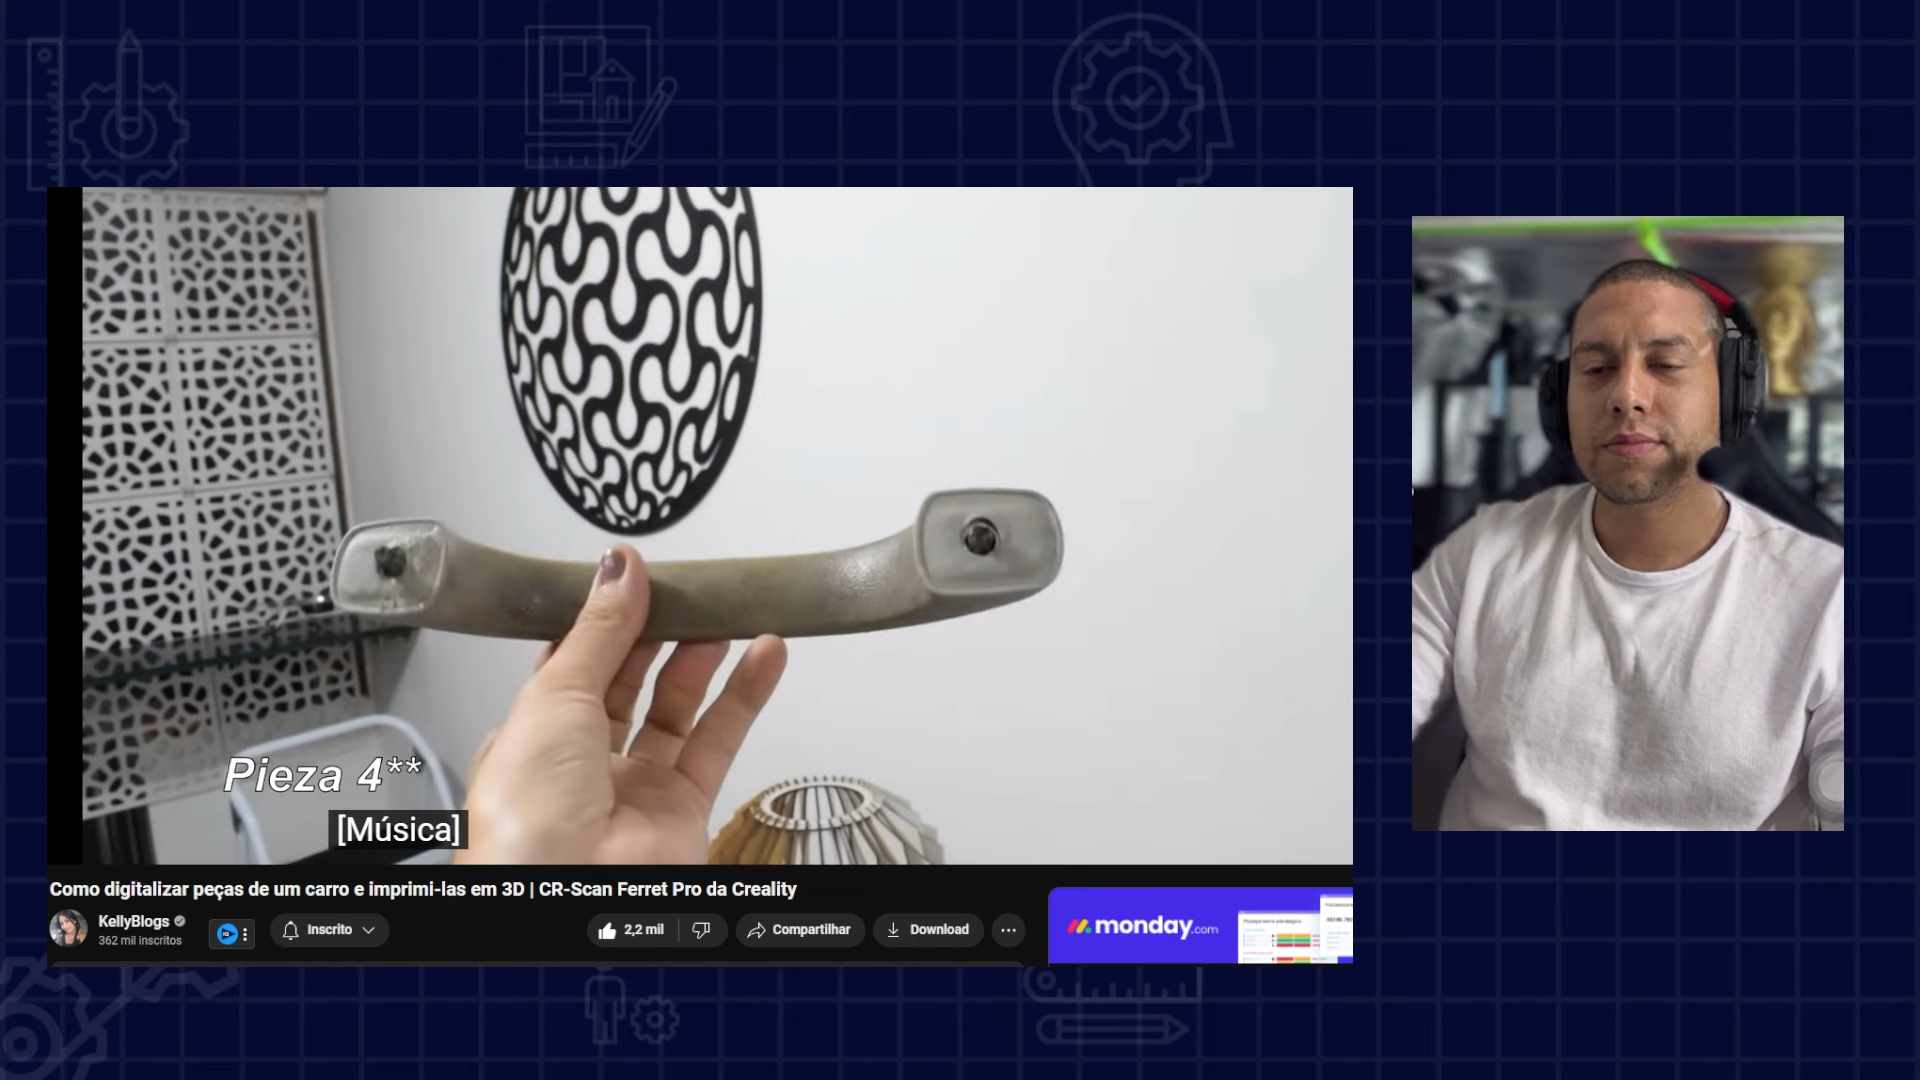 Pieza 4**
[Música]
Como digitalizar peças de um carro e imprimi-las em 3D | CR-Scan Ferret Pro da Creality
KellyBlogs
362 mil inscritos
Inscrito
2,2 mil
Compartilhar
Download
monday.com